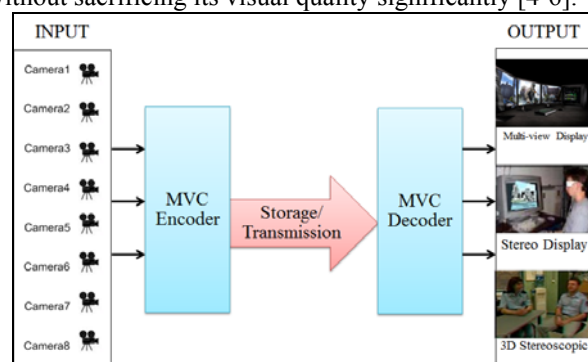 without sacrificing its visual quality significantly [4-6].
INPUT
OUTPUT
Camera1
Camera2
Camera3
Camera4
Camera5
Camera6
Camera7
Camera8
MVC
Encoder
Storage/
Transmission
MVC
Decoder
Multi-view Display
Stereo Display
3D Stereoscopic